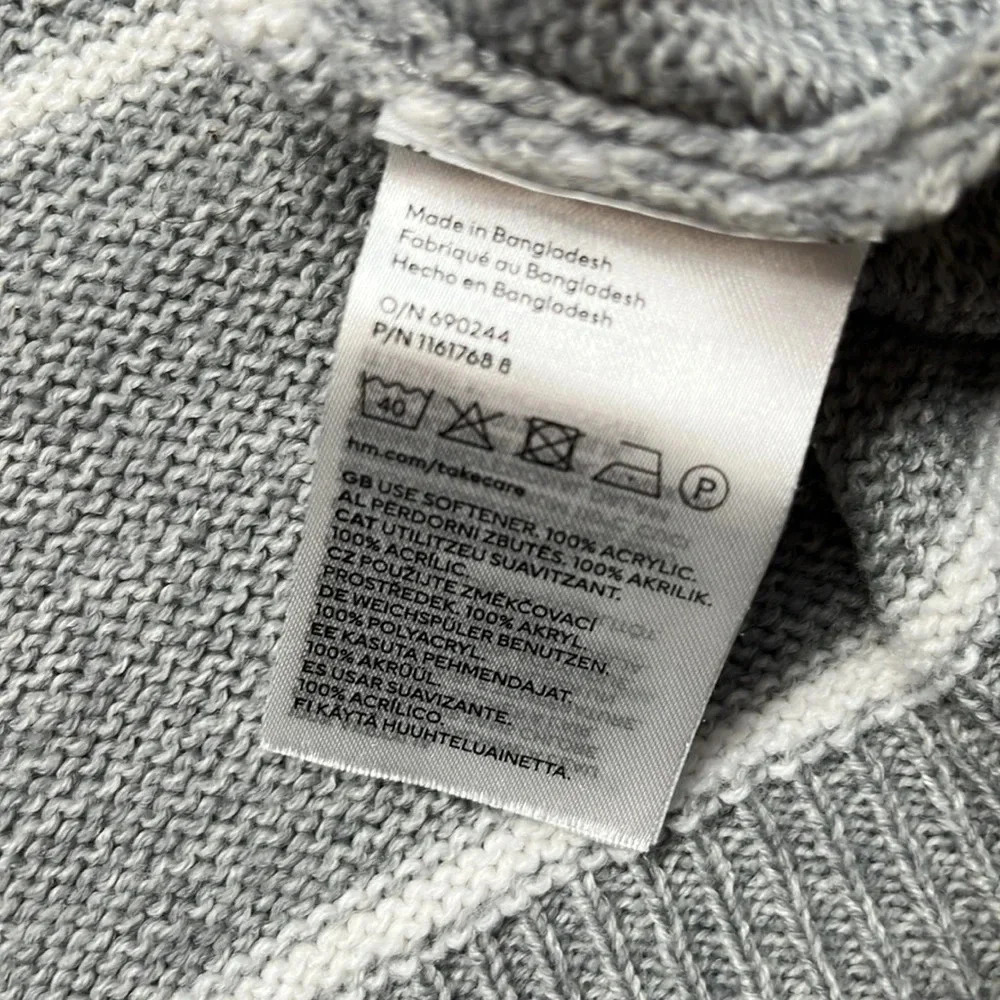 Made in Bangladesh
Fabriqué au Bangladesh
Hecho en Bangladesh
O/N 690244
P/N 1161768 8
40 P
hm.com/takecare
GB USE SOFTENER. 100% ACRYLIC.
AL PERDORNI ZBUTËS. 100% AKRILIK.
CAT UTILITZEU SUAVITZANT.
100% ACRÍLIC.
CZ POUŽIJTE ZMĚKČOVACÍ
PROSTŘEDEK. 100% AKRYL.
DE WEICHSPÜLER BENUTZEN.
100% POLYACRYL.
EE KASUTA PEHMENDAJAT.
100% AKRÜÜL.
ES USAR SUAVIZANTE.
100% ACRÍLICO.
FI KÄYTÄ HUUHTELUAINETTA.